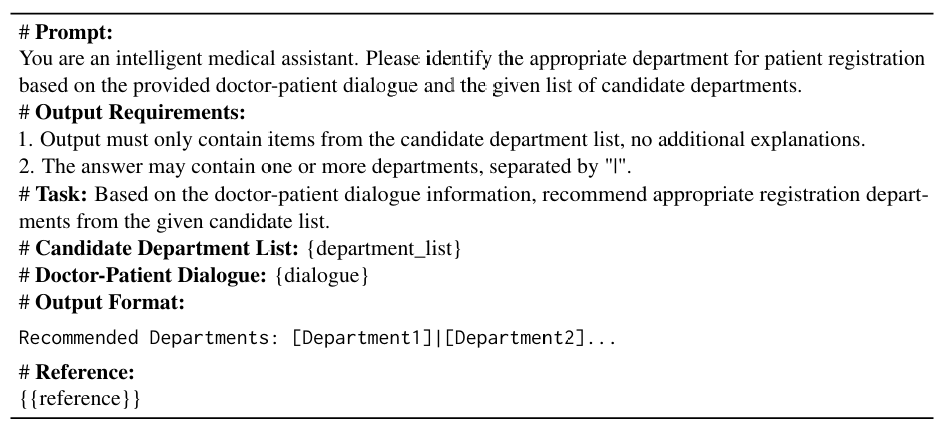 # Prompt:
You are an intelligent medical assistant. Please identify the appropriate department for patient registration
based on the provided doctor-patient dialogue and the given list of candidate departments.
# Output Requirements:
1. Output must only contain items from the candidate department list, no additional explanations.
2. The answer may contain one or more departments, separated by "|".
# Task: Based on the doctor-patient dialogue information, recommend appropriate registration depart-
ments from the given candidate list.
# Candidate Department List: {department_list}
# Doctor-Patient Dialogue: {dialogue}
# Output Format:
Recommended Departments: [Department1]|[Department2]...
# Reference:
{{reference}}